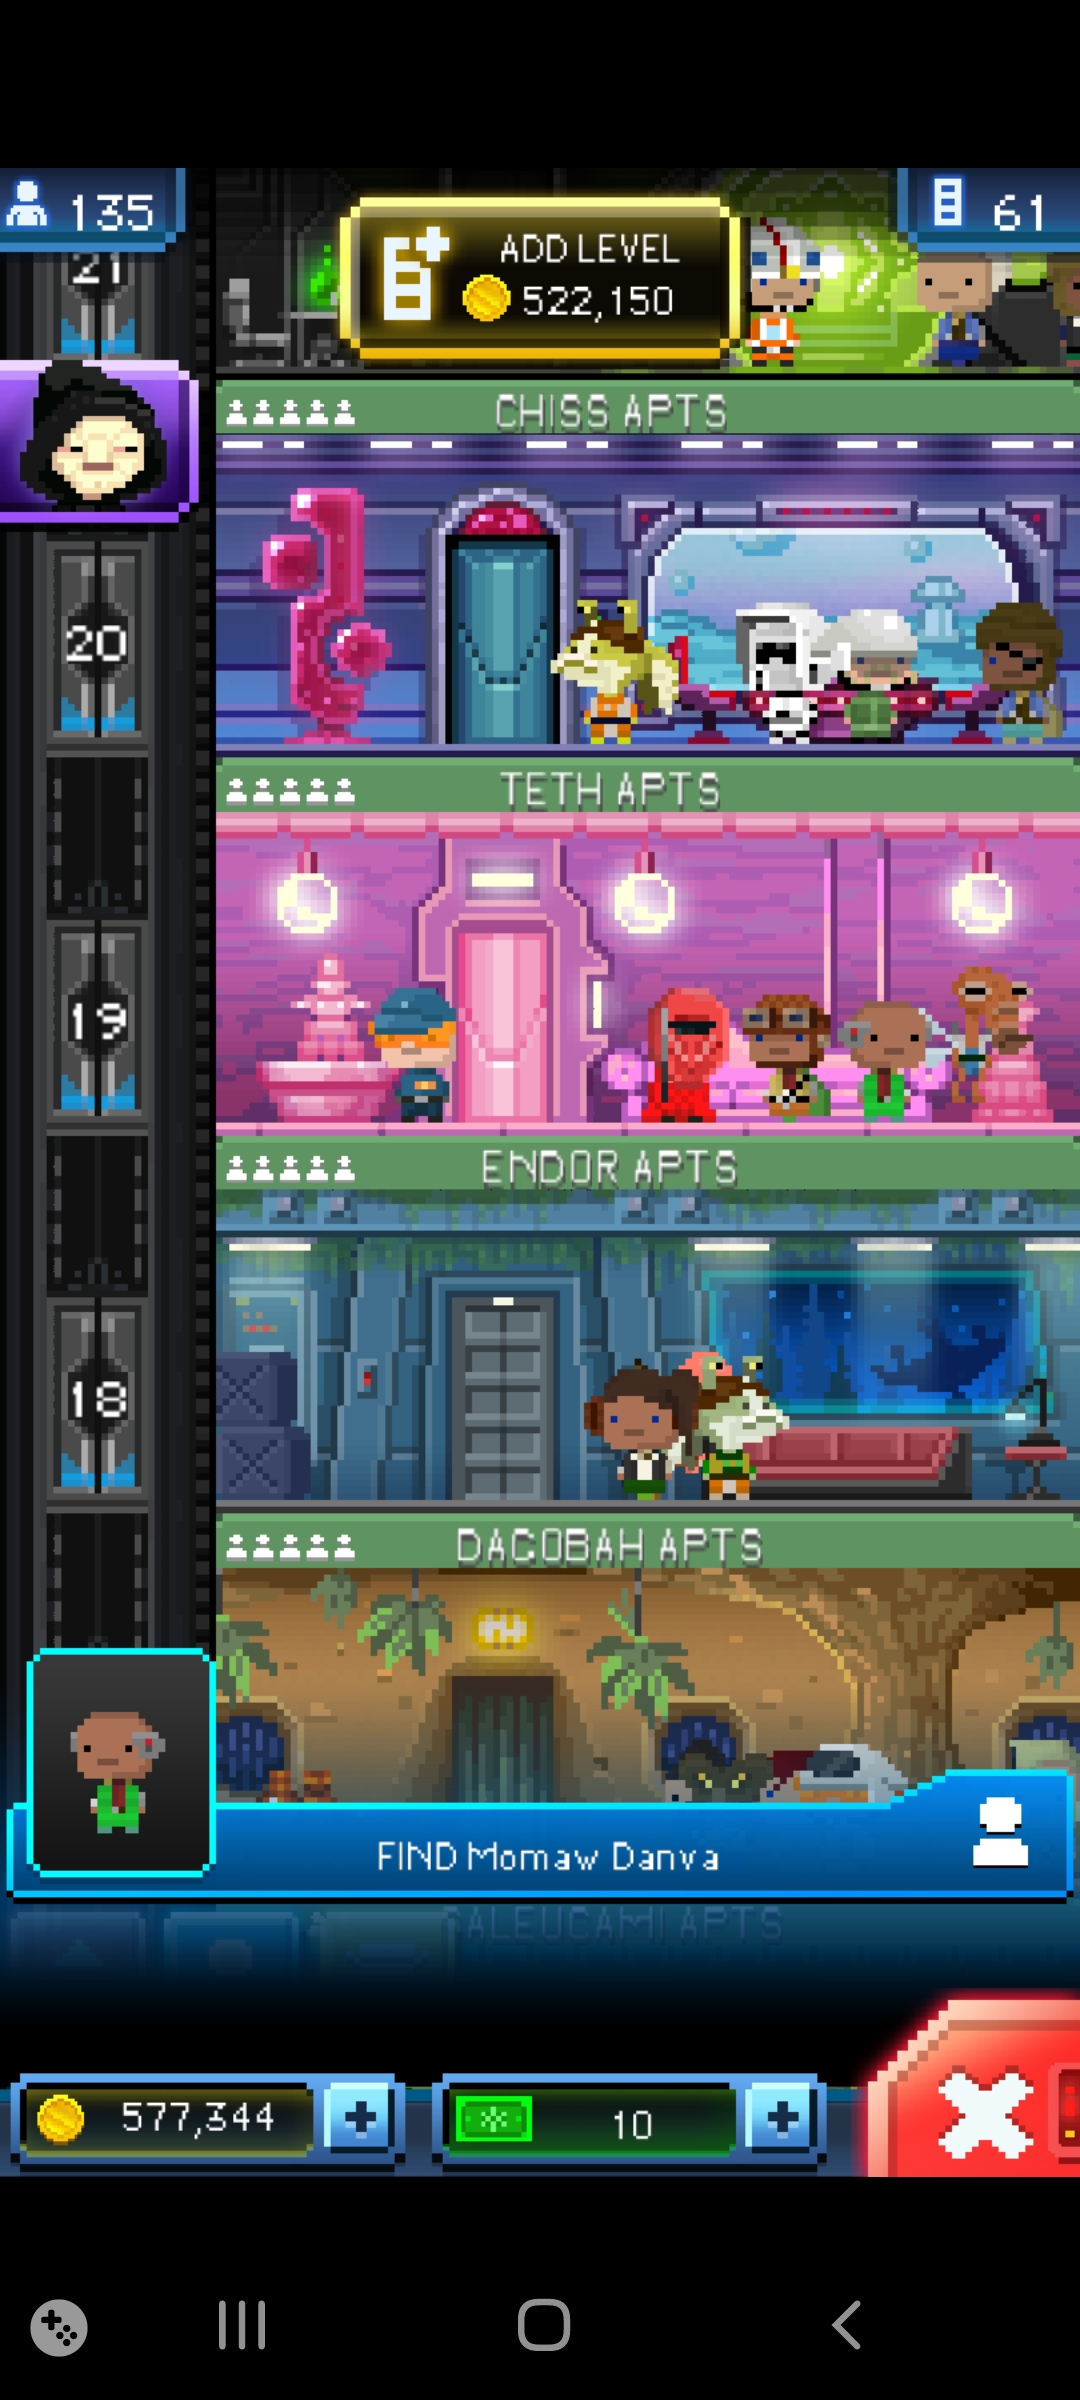 135
ADD LEVEL
522,150
61
21
CHISS APTS
20
TETH APTS
19
ENDOR APTS
18
DAGOBAH APTS
FIND Momaw Danva
SALEUCAMI APTS
577,344
10